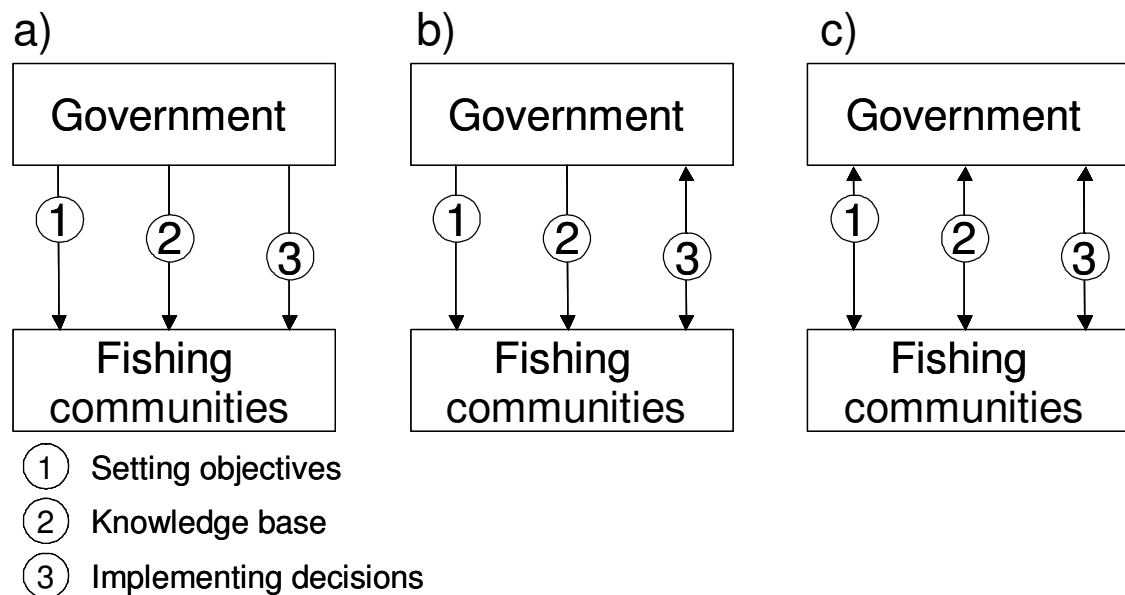 a) b) c)
Government Government Government
1 2 3 1 2 3 1 2 3
Fishing Fishing Fishing
communities communities communities
1 Setting objectives
2 Knowledge base
3 Implementing decisions